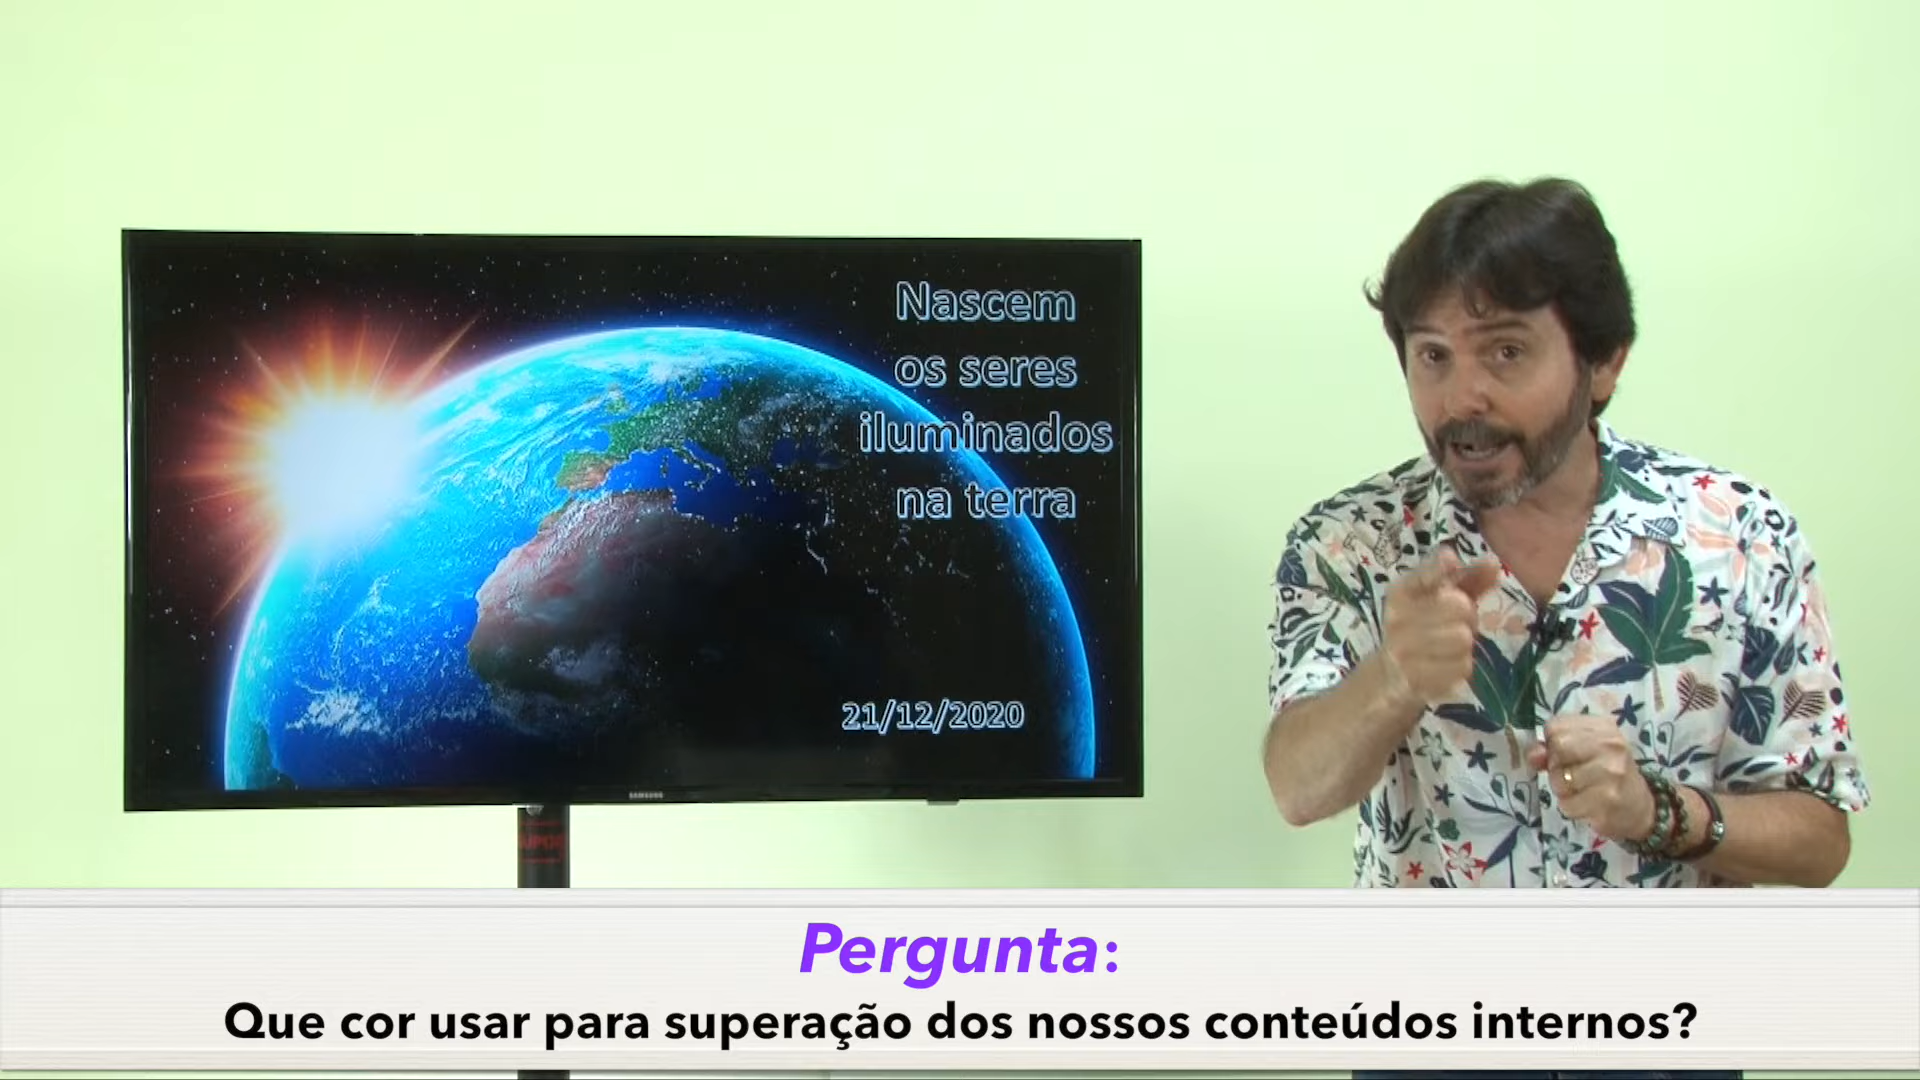 Nascem
os seres
iluminados
na terra
21/12/2020
SAMSUNG
Pergunta:
Que cor usar para superação dos nossos conteúdos internos?